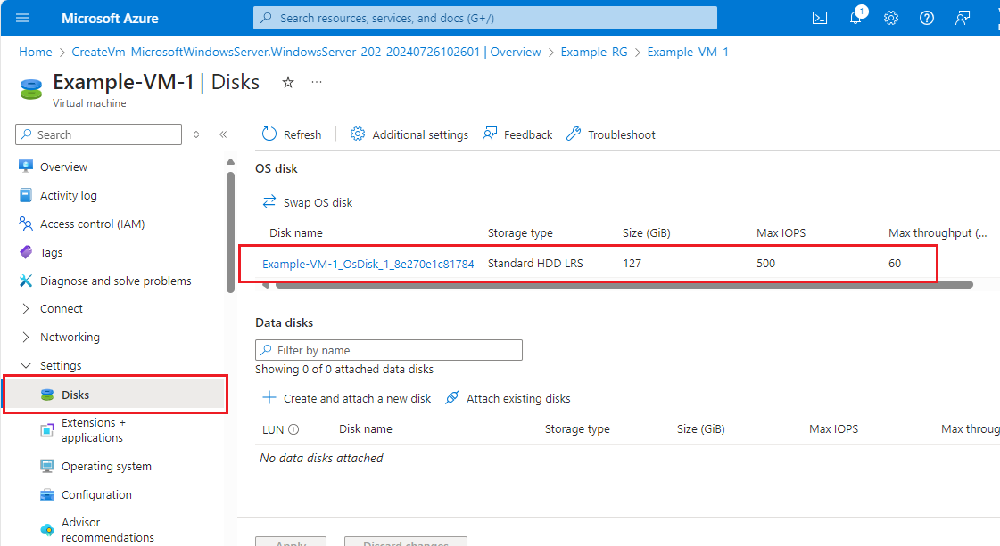 Microsoft Azure
Search resources, services, and docs (G+/)
1
Home > CreateVm-MicrosoftWindowsServer.WindowsServer-202-20240726102601 | Overview > Example-RG > Example-VM-1
Example-VM-1 | Disks
Virtual machine
Search
Refresh
Additional settings
Feedback
Troubleshoot
Overview
Activity log
Access control (IAM)
Tags
Diagnose and solve problems
Connect
Networking
Settings
Disks
Extensions +
applications
Operating system
Configuration
Advisor
recommendations
OS disk
Swap OS disk
Disk name Storage type Size (GiB) Max IOPS Max throughput (...
Example-VM-1_OsDisk_1_8e270e1c81784 Standard HDD LRS 127 500 60
Data disks
Filter by name
Showing 0 of 0 attached data disks
Create and attach a new disk
Attach existing disks
LUN Disk name Storage type Size (GiB) Max IOPS Max throug
No data disks attached
Apply
Discard changes